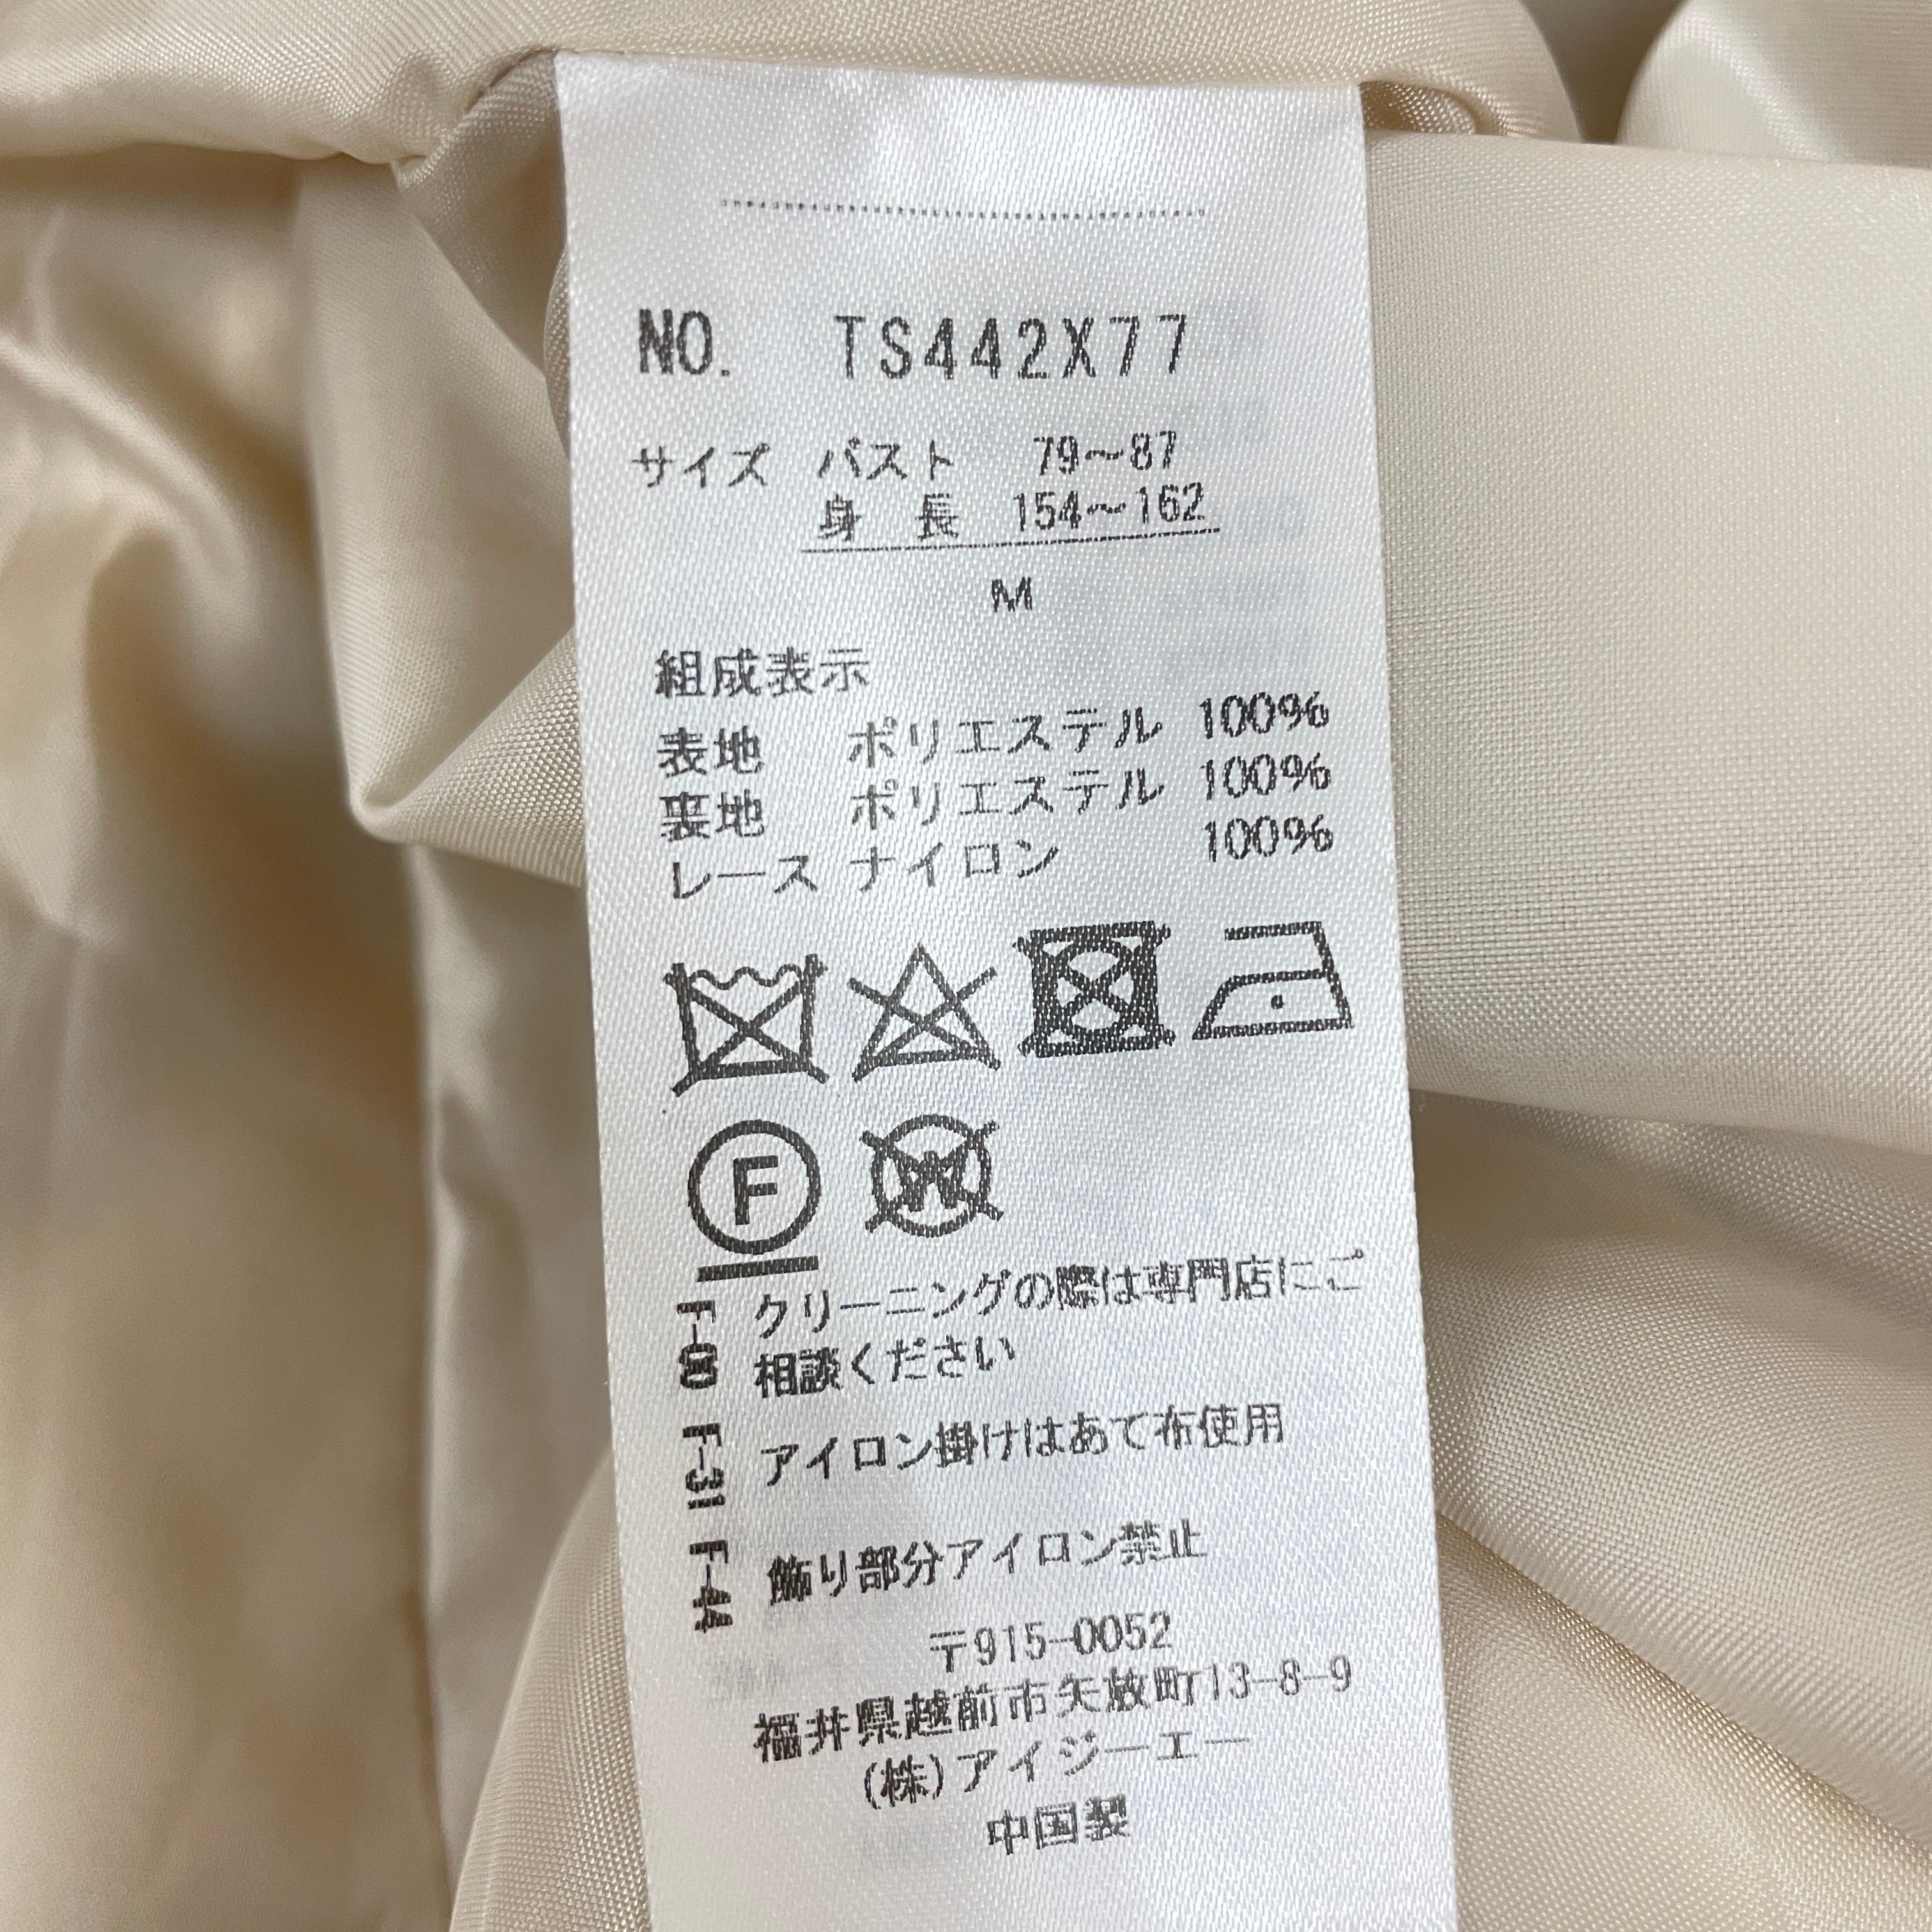 NO. TS442X77
サイズ バスト 79～87
身 長 154～162
M
組成表示
表地 ポリエステル 100%
裏地 ポリエステル 100%
レース ナイロン 100%
F W
F-00 クリーニングの際は専門店にご
相談ください
F-31 アイロン掛けはあて布使用
F-44 飾り部分アイロン禁止
〒915-0052
福井県越前市矢放町13-8-9
(株)アイジーエー
中国製